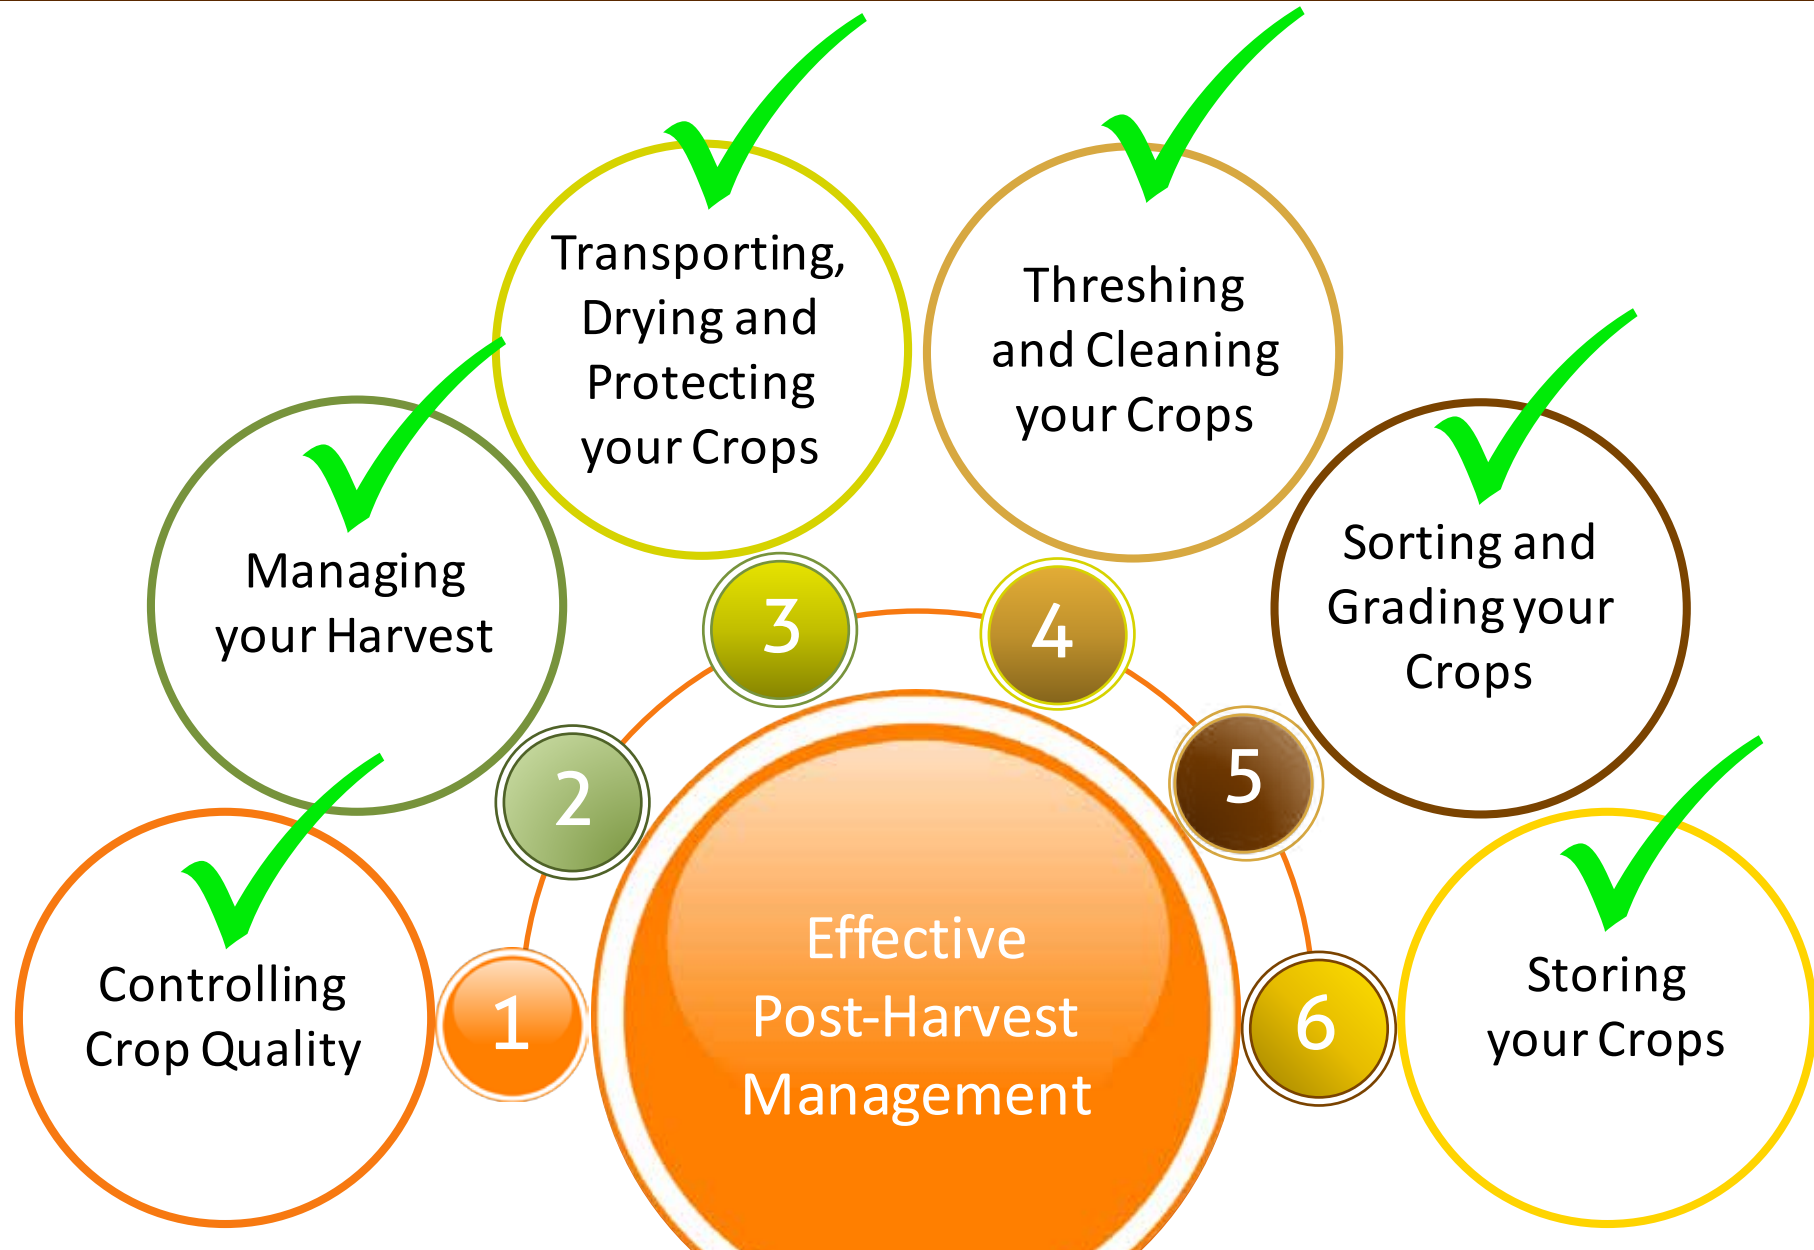 1
Controlling
Crop Quality
2
Managing
your Harvest
3
Transporting,
Drying and
Protecting
your Crops
4
Threshing
and Cleaning
your Crops
5
Sorting and
Grading your
Crops
6
Storing
your Crops
Effective
Post-Harvest
Management